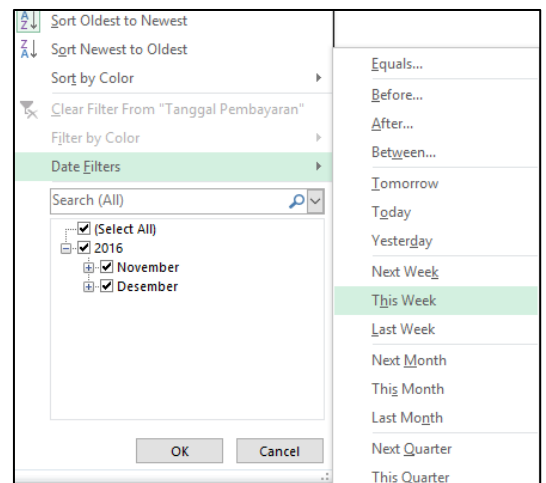 Sort Oldest to Newest
Sort Newest to Oldest
Sort by Color
Clear Filter From "Tanggal Pembayaran"
Filter by Color
Date Filters
Search (All)
(Select All)
2016
November
Desember
OK
Cancel
Equals...
Before...
After...
Between...
Tomorrow
Today
Yesterday
Next Week
This Week
Last Week
Next Month
This Month
Last Month
Next Quarter
This Quarter